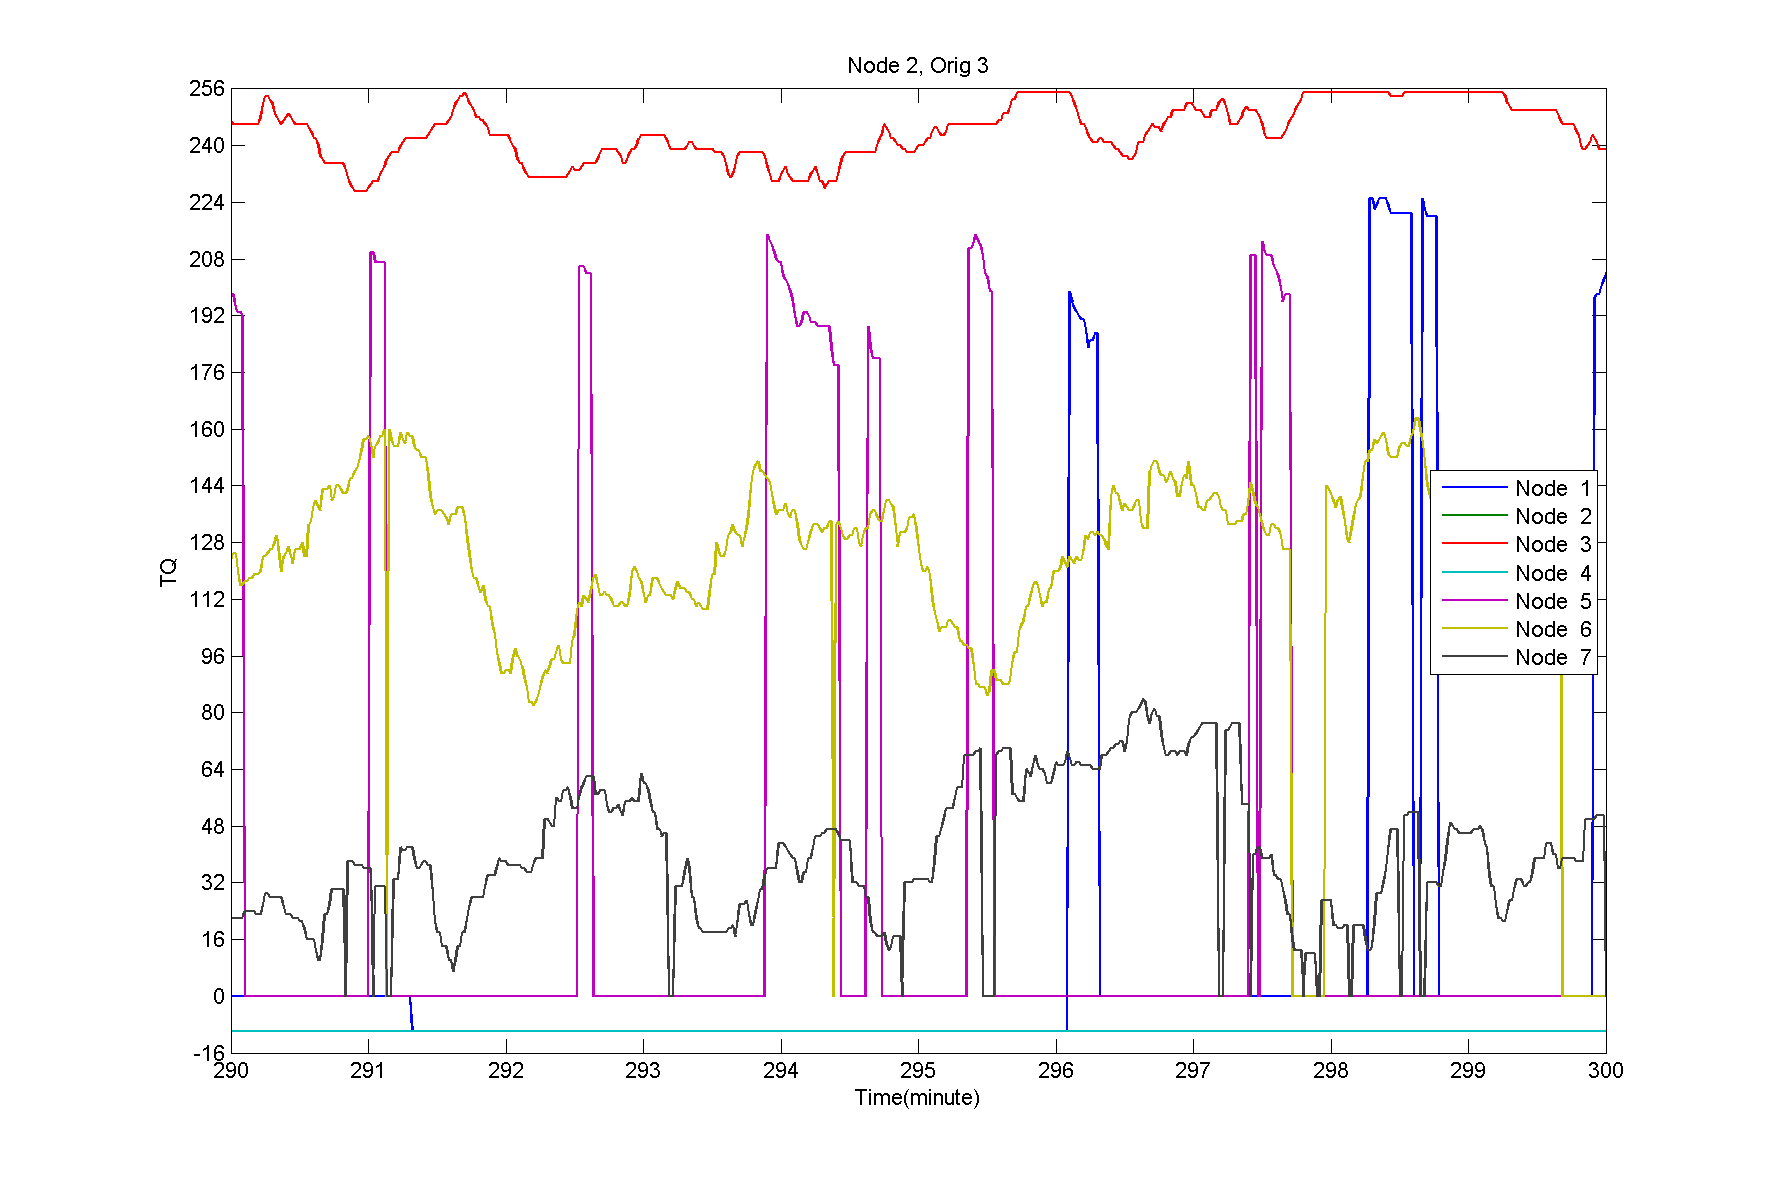 Node 2, Orig 3
256
240
224
208
192
176
160
144
128
112
96
80
64
48
32
16
0
-16
TQ
Node 1
Node 2
Node 3
Node 4
Node 5
Node 6
Node 7
290 291 292 293 294 295 296 297 298 299 300
Time(minute)